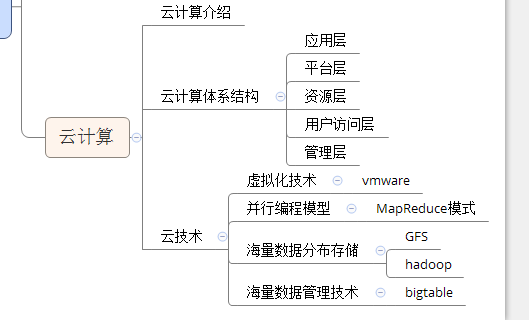 云计算介绍
应用层
平台层
云计算体系结构
资源层
用户访问层
云计算
管理层
虚拟化技术
vmware
并行编程模型
MapReduce模式
云技术
GFS
海量数据分布存储
hadoop
海量数据管理技术
bigtable